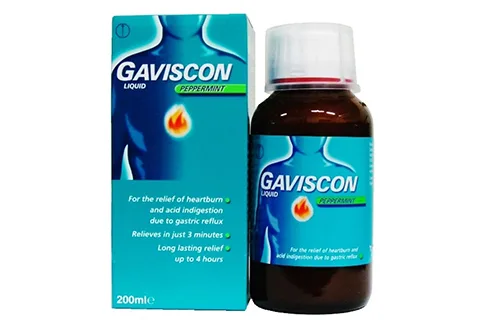 GAVISCON
LIQUID
PEPPERMINT
For the relief of heartburn
and acid indigestion
due to gastric reflux
Relieves in just 3 minutes
Long lasting relief
up to 4 hours
200ml℮
GAVISCON
LIQUID
PEPPERMINT
For the relief of heartburn and
acid indigestion due to gastric reflux